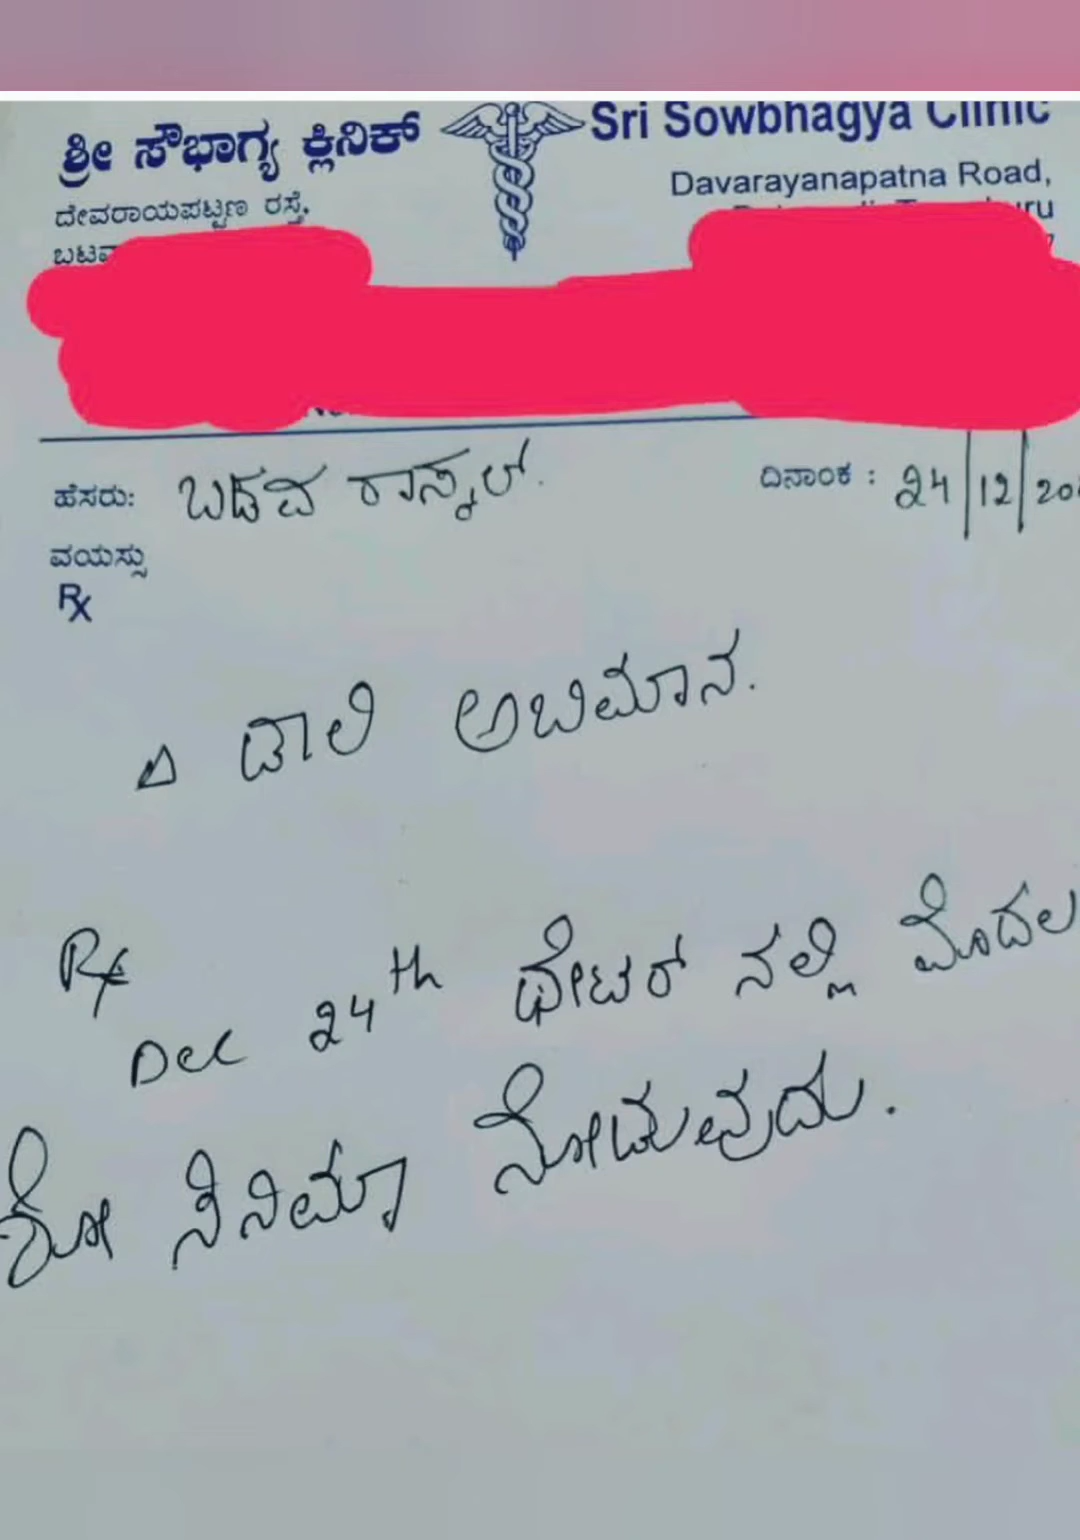 ಶ್ರೀ ಸೌಭಾಗ್ಯ ಕ್ಲಿನಿಕ್
Sri Sowbhagya Clinic
ದೇವರಾಯಪಟ್ಟಣ ರಸ್ತೆ,
Davarayanapatna Road,
ಹೆಸರು: ಬಡವ ರಾಸ್ಕಲ್.
ದಿನಾಂಕ : 24/12/20
ವಯಸ್ಸು
Rx
Δ ಡಾಲಿ ಅಬಿಮಾನ.
Rx
Dec 24th ಥೇಟರ್ ನಲ್ಲಿ ಮೊದಲ
ಶೋ ಸಿನಿಮಾ ನೋಡುವುದು.